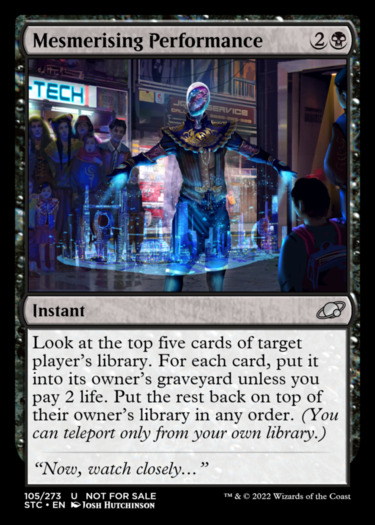 Mesmerising Performance 2
-TECH
SERVICE
Instant
Look at the top five cards of target
player's library. For each card, put it
into its owner's graveyard unless you
pay 2 life. Put the rest back on top of
their owner's library in any order. (You
can teleport only from your own library.)
"Now, watch closely…"
105/273 U NOT FOR SALE
STC • EN Josh Hutchinson
™ & © 2022 Wizards of the Coast